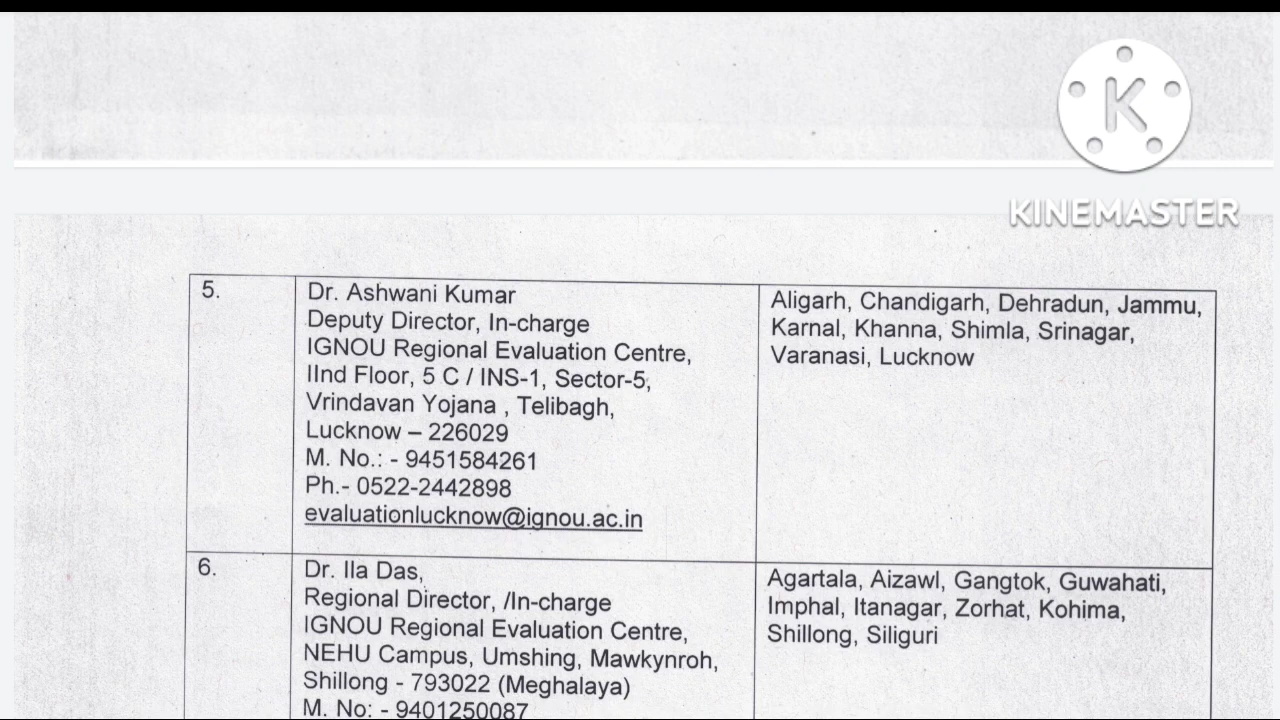 K
KINEMASTER
5.
Dr. Ashwani Kumar
Deputy Director, In-charge
IGNOU Regional Evaluation Centre,
IInd Floor, 5 C / INS-1, Sector-5,
Vrindavan Yojana , Telibagh,
Lucknow – 226029
M. No.: - 9451584261
Ph.- 0522-2442898
evaluationlucknow@ignou.ac.in
Aligarh, Chandigarh, Dehradun, Jammu,
Karnal, Khanna, Shimla, Srinagar,
Varanasi, Lucknow
6.
Dr. Ila Das,
Regional Director, /In-charge
IGNOU Regional Evaluation Centre,
NEHU Campus, Umshing, Mawkynroh,
Shillong - 793022 (Meghalaya)
M. No: - 9401250087
Agartala, Aizawl, Gangtok, Guwahati,
Imphal, Itanagar, Zorhat, Kohima,
Shillong, Siliguri